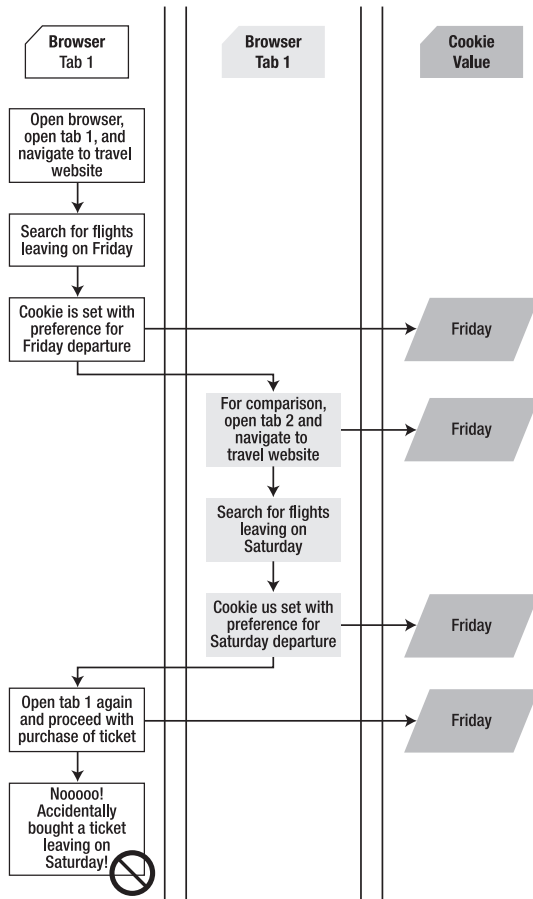 Browser
Tab 1
Browser
Tab 1
Cookie
Value
Open browser,
open tab 1, and
navigate to travel
website
Search for flights
leaving on Friday
Cookie is set with
preference for
Friday departure
Friday
For comparison,
open tab 2 and
navigate to
travel website
Friday
Search for flights
leaving on
Saturday
Cookie us set with
preference for
Saturday departure
Friday
Open tab 1 again
and proceed with
purchase of ticket
Friday
Nooooo!
Accidentally
bought a ticket
leaving on
Saturday!